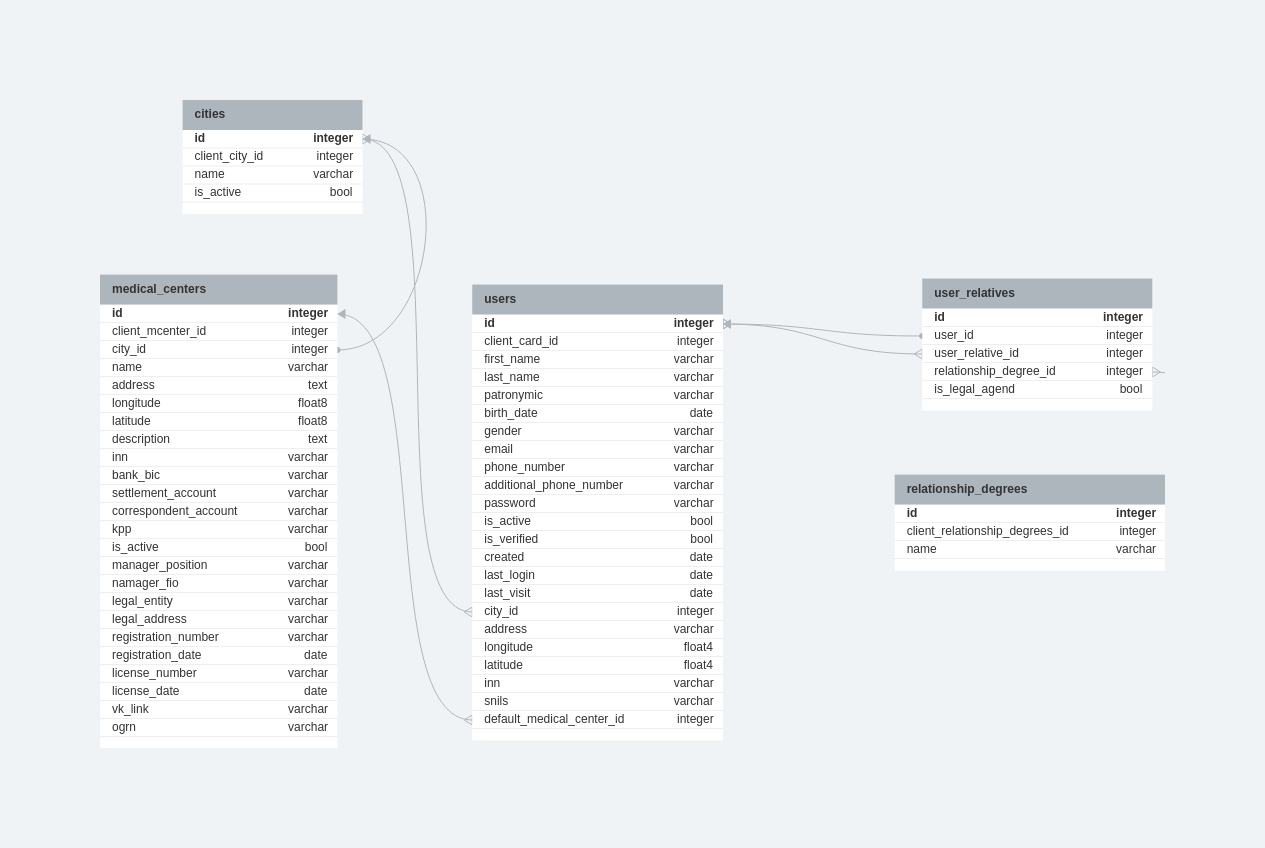 cities
id integer
client_city_id integer
name varchar
is_active bool
medical_centers
id integer
client_mcenter_id integer
city_id integer
name varchar
address text
longitude float8
latitude float8
description text
inn varchar
bank_bic varchar
settlement_account varchar
correspondent_account varchar
kpp varchar
is_active bool
manager_position varchar
namager_fio varchar
legal_entity varchar
legal_address varchar
registration_number varchar
registration_date date
license_number varchar
license_date date
vk_link varchar
ogrn varchar
users
id integer
client_card_id integer
first_name varchar
last_name varchar
patronymic varchar
birth_date date
gender varchar
email varchar
phone_number varchar
additional_phone_number varchar
password varchar
is_active bool
is_verified bool
created date
last_login date
last_visit date
city_id integer
address varchar
longitude float4
latitude float4
inn varchar
snils varchar
default_medical_center_id integer
user_relatives
id integer
user_id integer
user_relative_id integer
relationship_degree_id integer
is_legal_agend bool
relationship_degrees
id integer
client_relationship_degrees_id integer
name varchar